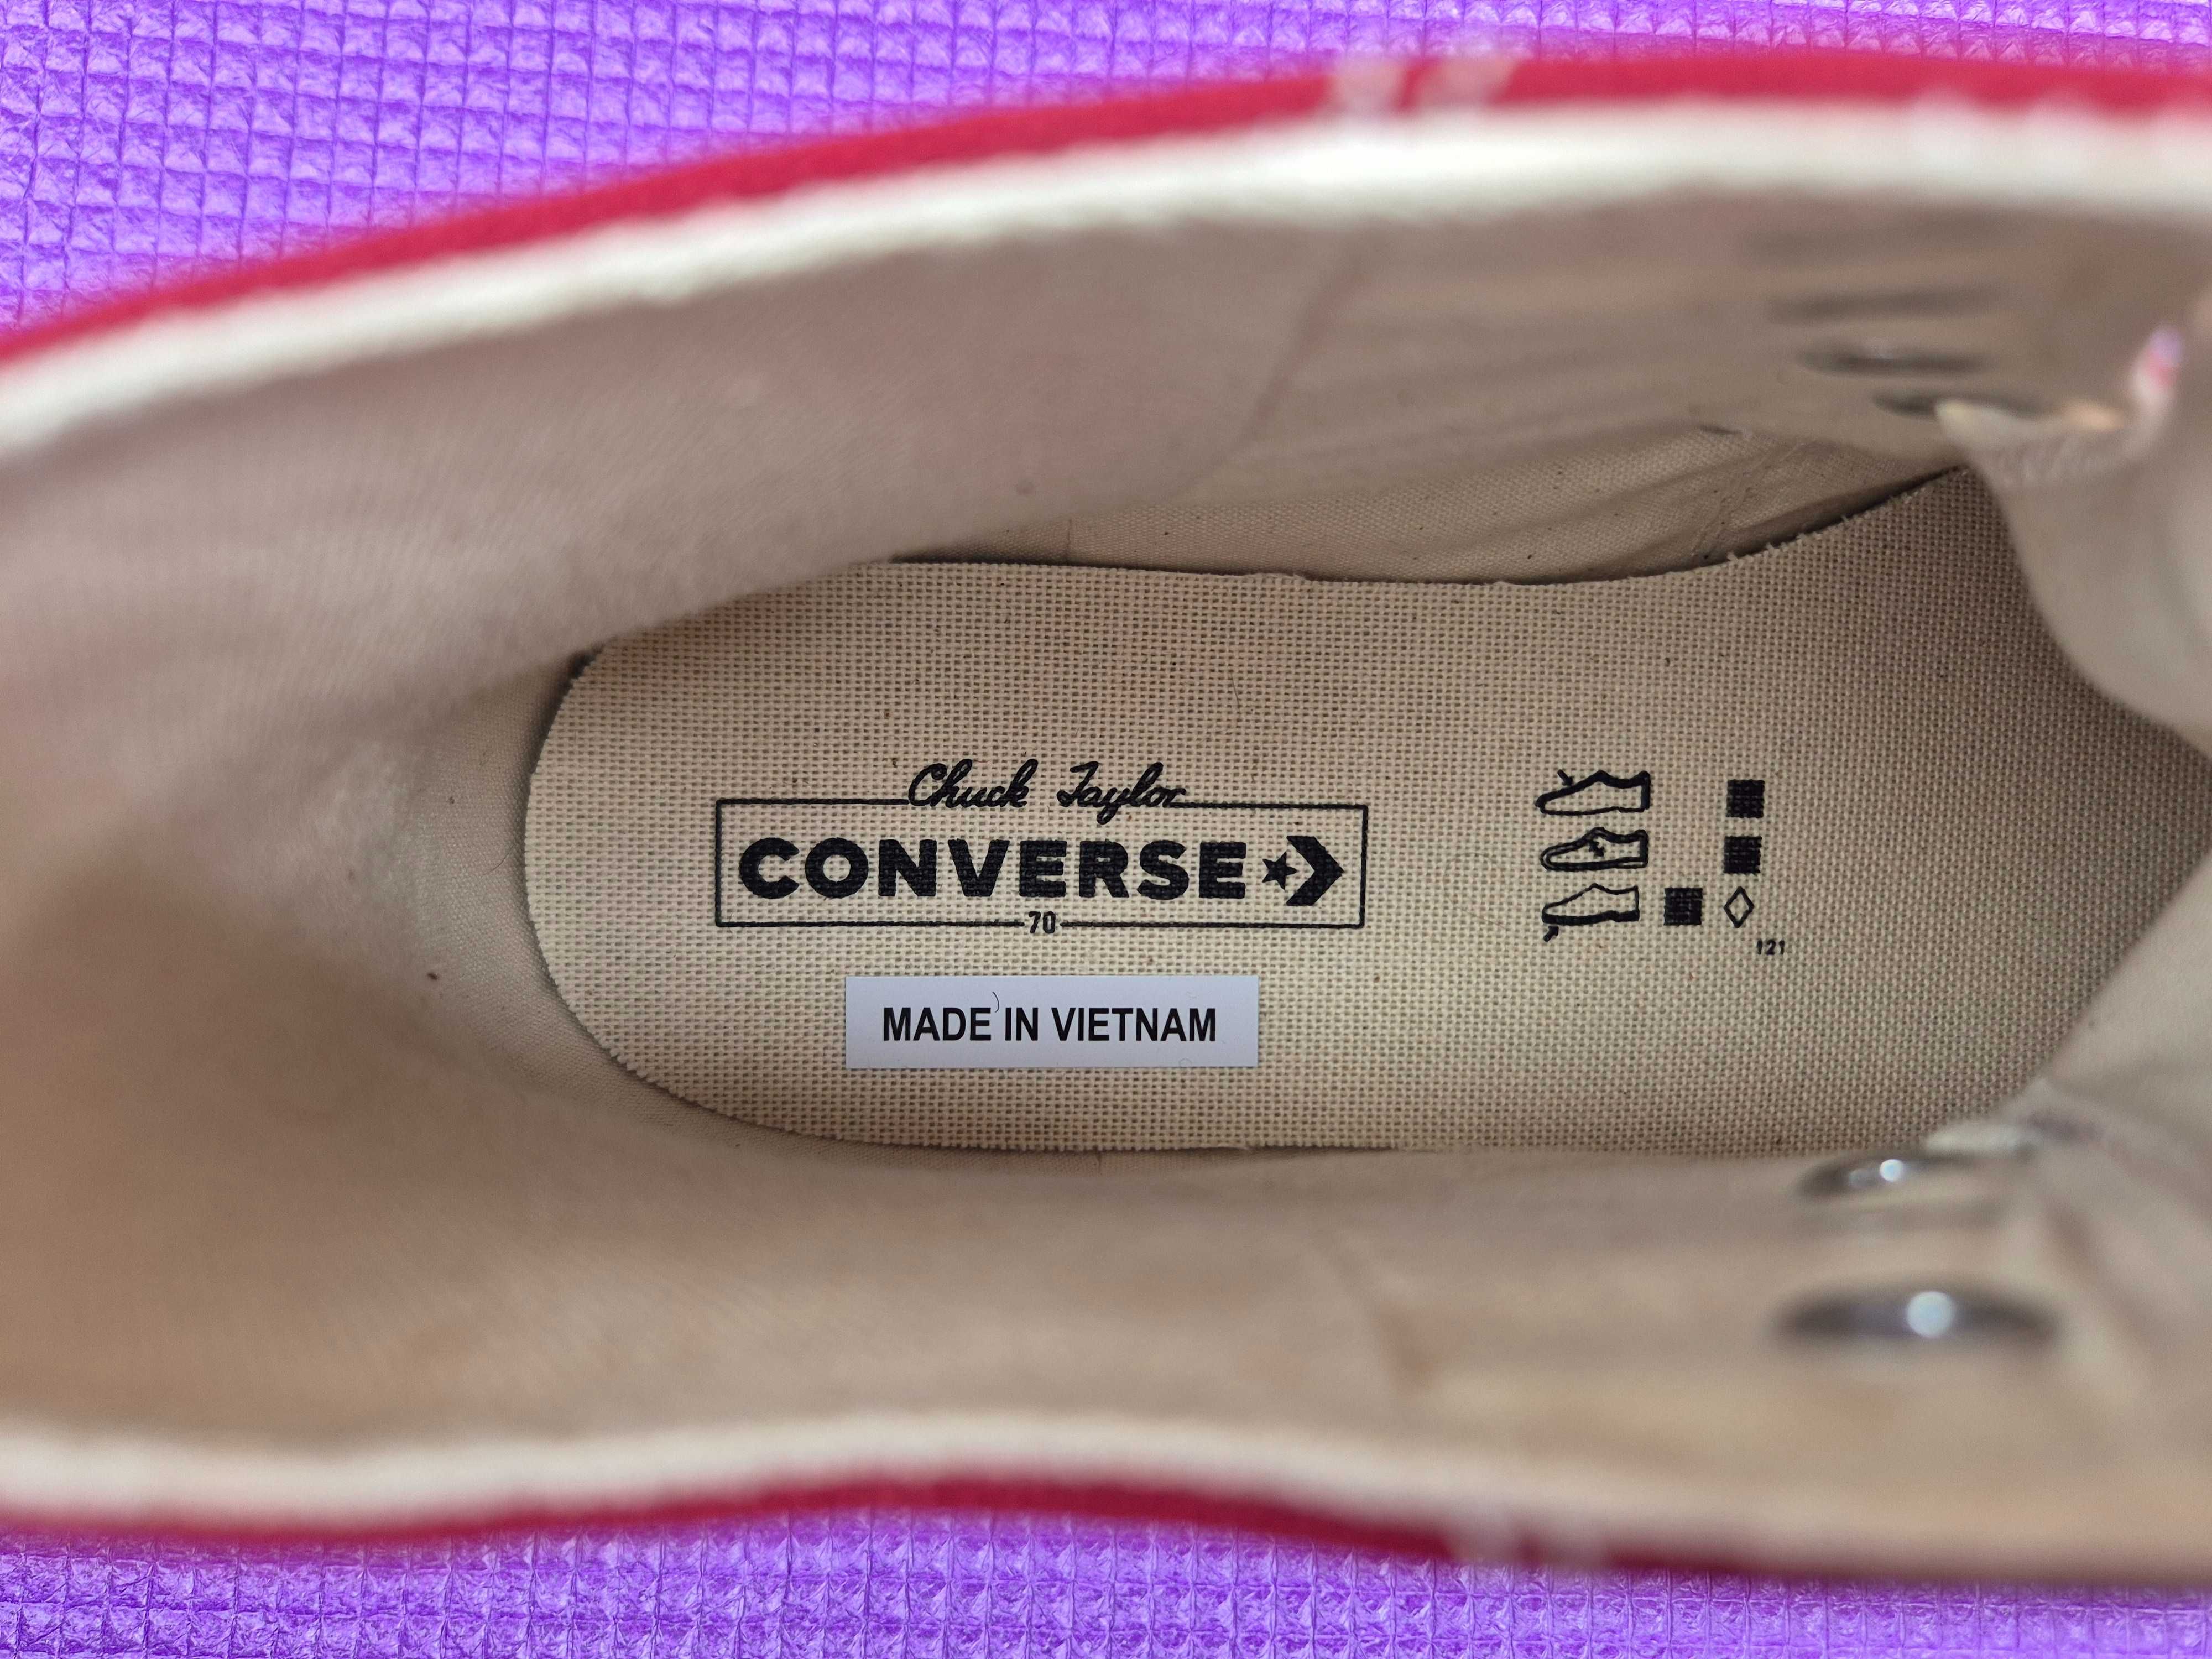 Chuck Taylor
CONVERSE
70
MADE IN VIETNAM
121